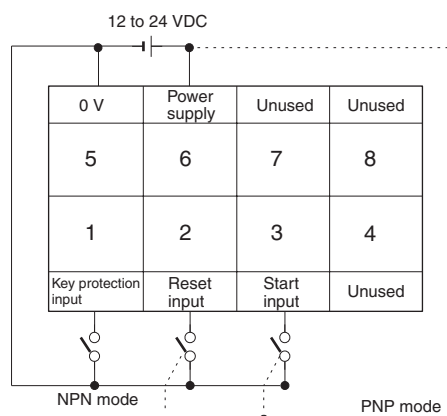 12 to 24 VDC
0 V
Power
supply
Unused
Unused
5
6
7
8
1
2
3
4
Key protection
input
Reset
input
Start
input
Unused
NPN mode
PNP mode